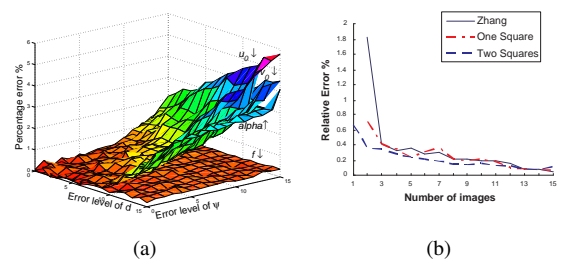 6
5
4
3
2
1
0
Percentage error %
u0↓
v0↓
alpha↑
f↓
0
5
10
15
Error level of d
0
5
10
15
Error level of ψ
(a)
Zhang
One Square
Two Squares
2
1.8
1.6
1.4
1.2
1
0.8
0.6
0.4
0.2
0
Relative Error %
1 3 5 7 9 11 13 15
Number of images
(b)